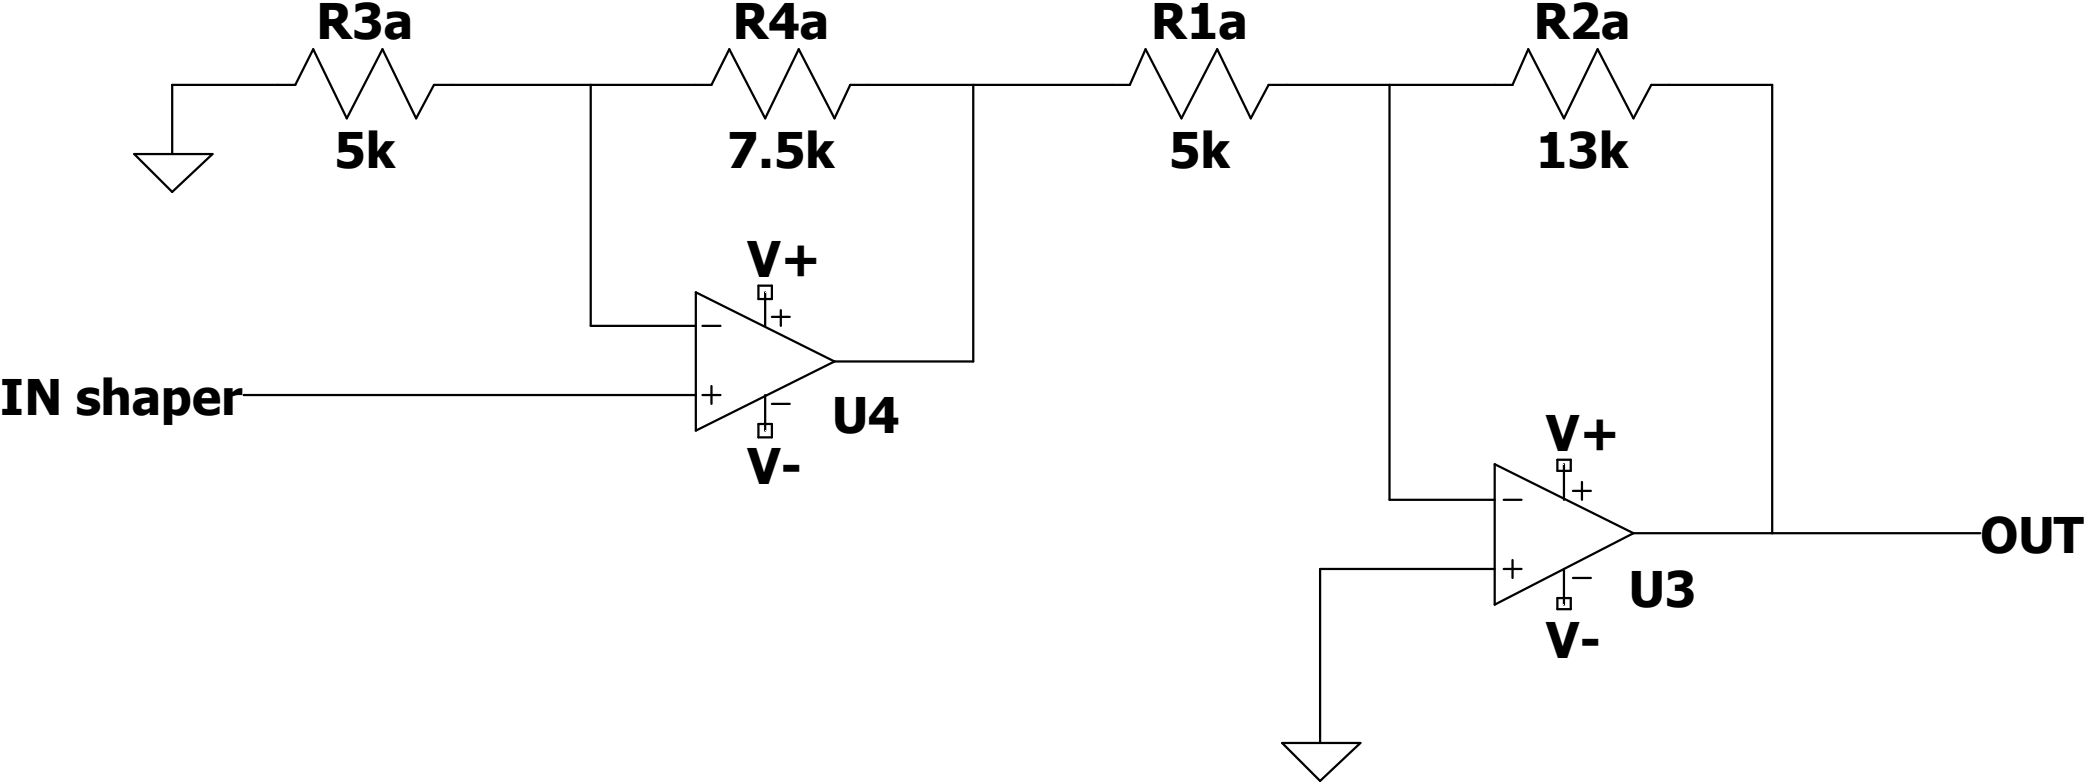 R3a
R4a
R1a
R2a
5k
7.5k
5k
13k
V+
+
−
IN shaper
+
−
U4
V-
V+
+
−
OUT
+
−
U3
V-